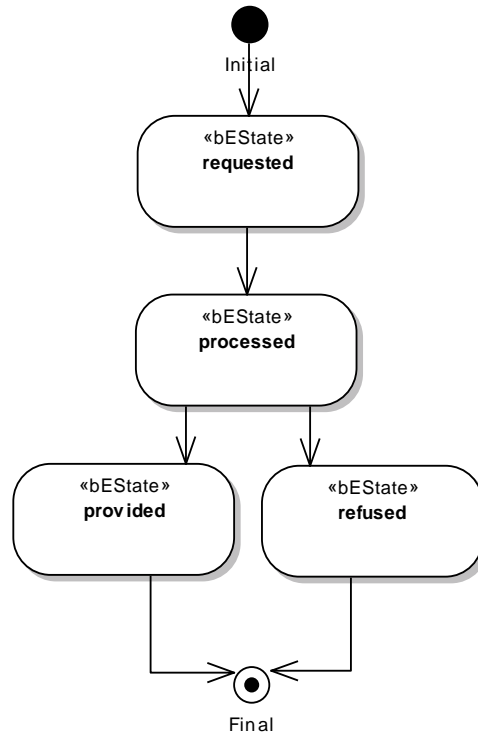 Initial
«bEState»
requested
«bEState»
processed
«bEState»
provided
«bEState»
refused
Final